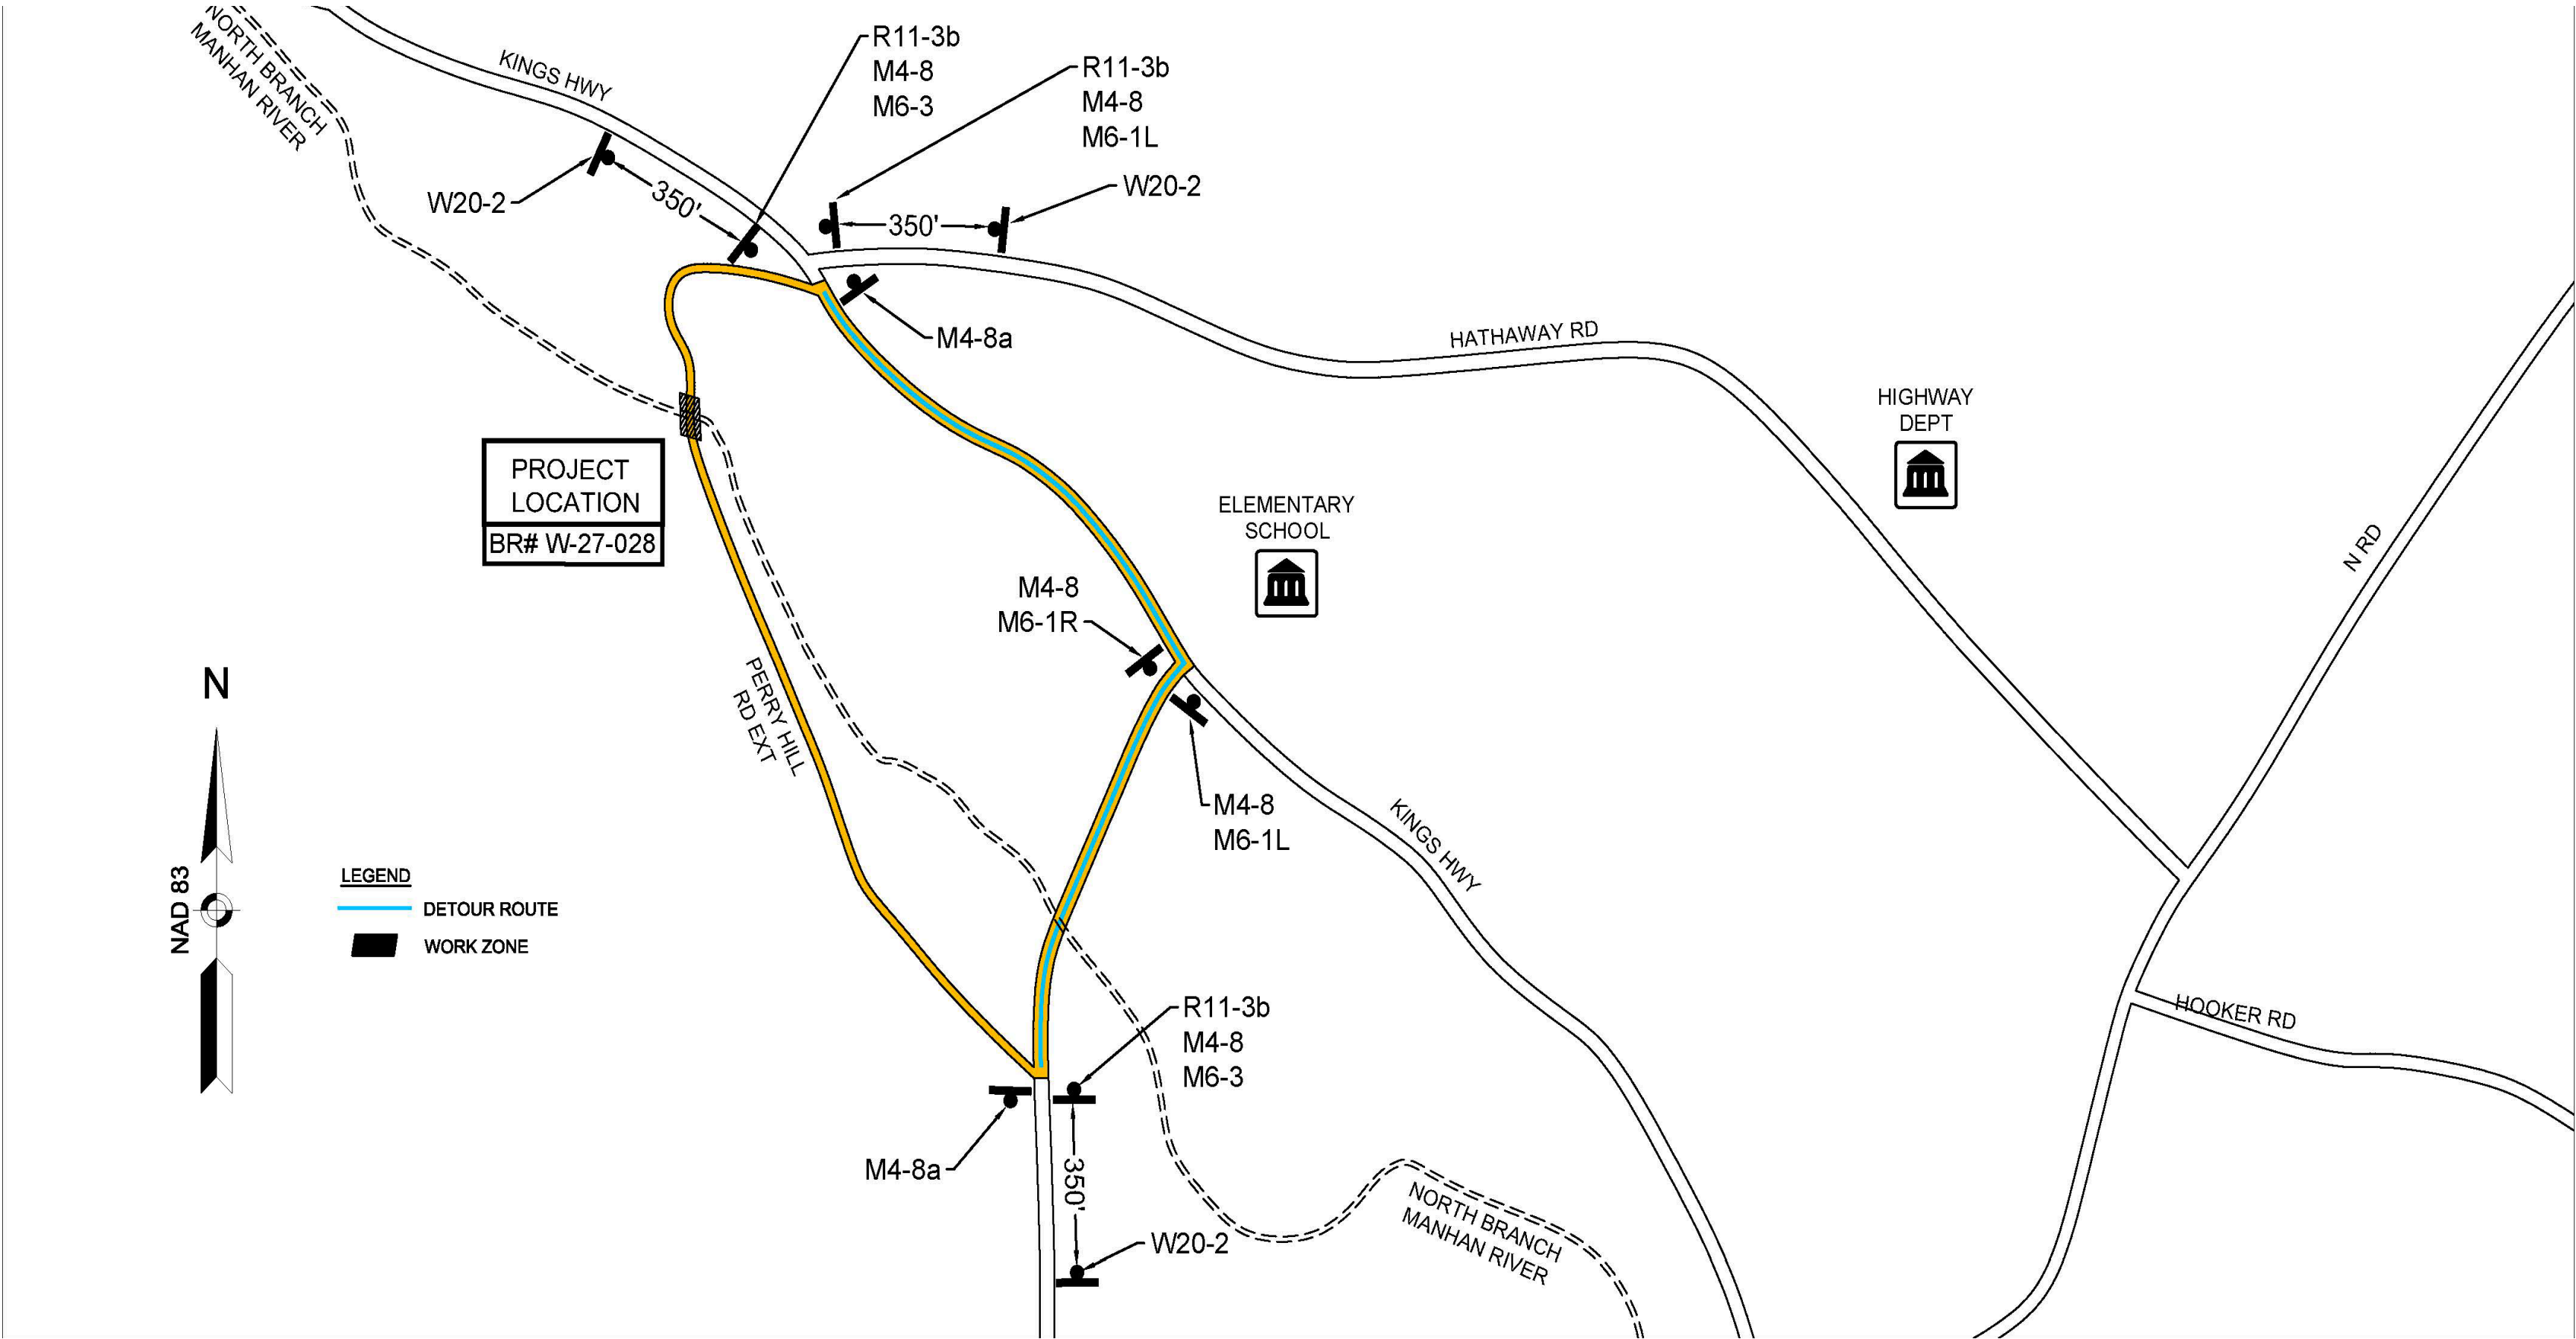 NORTH BRANCH
MANHAN RIVER
KINGS HWY
R11-3b
M4-8
M6-3
R11-3b
M4-8
M6-1L
W20-2
350'
W20-2
350'
M4-8a
HATHAWAY RD
HIGHWAY
DEPT
PROJECT
LOCATION
BR# W-27-028
ELEMENTARY
SCHOOL
N RD
M4-8
M6-1R
N
PERRY HILL
RD EXT
M4-8
M6-1L
KINGS HWY
NAD 83
LEGEND
DETOUR ROUTE
WORK ZONE
R11-3b
M4-8
M6-3
HOOKER RD
M4-8a
350'
W20-2
NORTH BRANCH
MANHAN RIVER